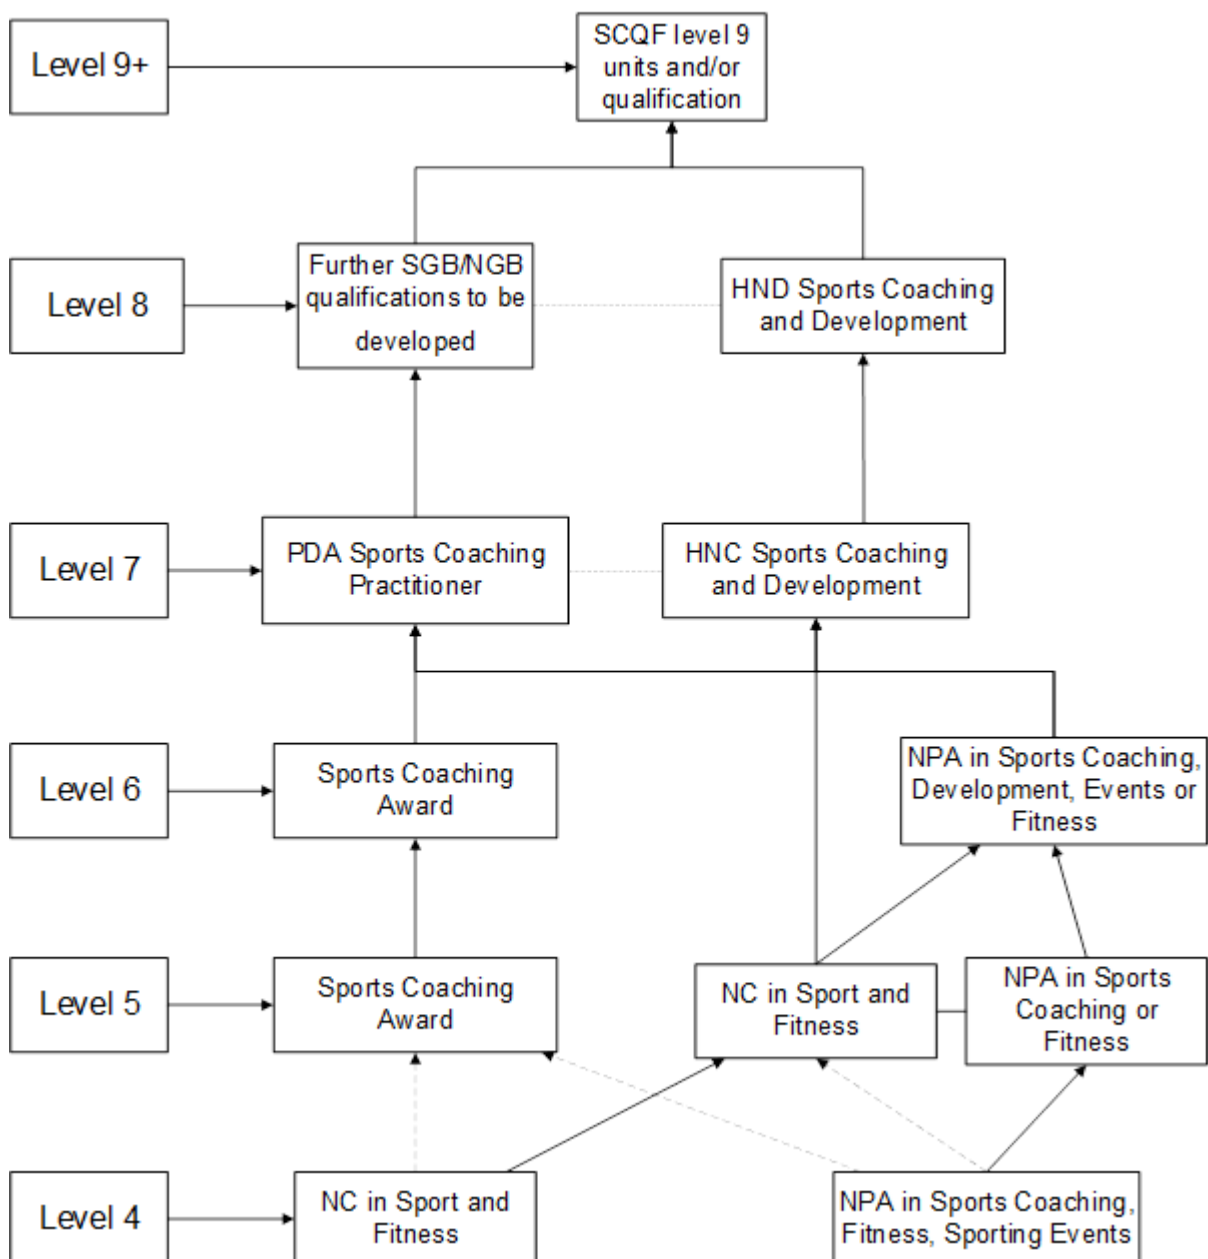 Level 9+
SCQF level 9
units and/or
qualification
Level 8
Further SGB/NGB
qualifications to be
developed
HND Sports Coaching
and Development
Level 7
PDA Sports Coaching
Practitioner
HNC Sports Coaching
and Development
Level 6
Sports Coaching
Award
NPA in Sports Coaching,
Development, Events or
Fitness
Level 5
Sports Coaching
Award
NC in Sport and
Fitness
NPA in Sports
Coaching or
Fitness
Level 4
NC in Sport and
Fitness
NPA in Sports Coaching,
Fitness, Sporting Events